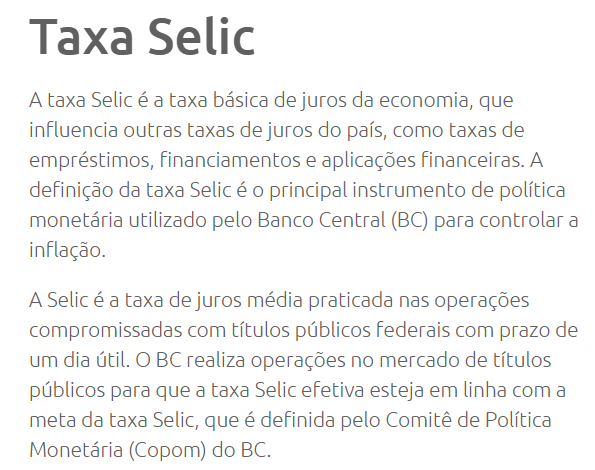 Taxa Selic
A taxa Selic é a taxa básica de juros da economia, que
influencia outras taxas de juros do país, como taxas de
empréstimos, financiamentos e aplicações financeiras. A
definição da taxa Selic é o principal instrumento de política
monetária utilizado pelo Banco Central (BC) para controlar a
inflação.
A Selic é a taxa de juros média praticada nas operações
compromissadas com títulos públicos federais com prazo de
um dia útil. O BC realiza operações no mercado de títulos
públicos para que a taxa Selic efetiva esteja em linha com a
meta da taxa Selic, que é definida pelo Comitê de Política
Monetária (Copom) do BC.